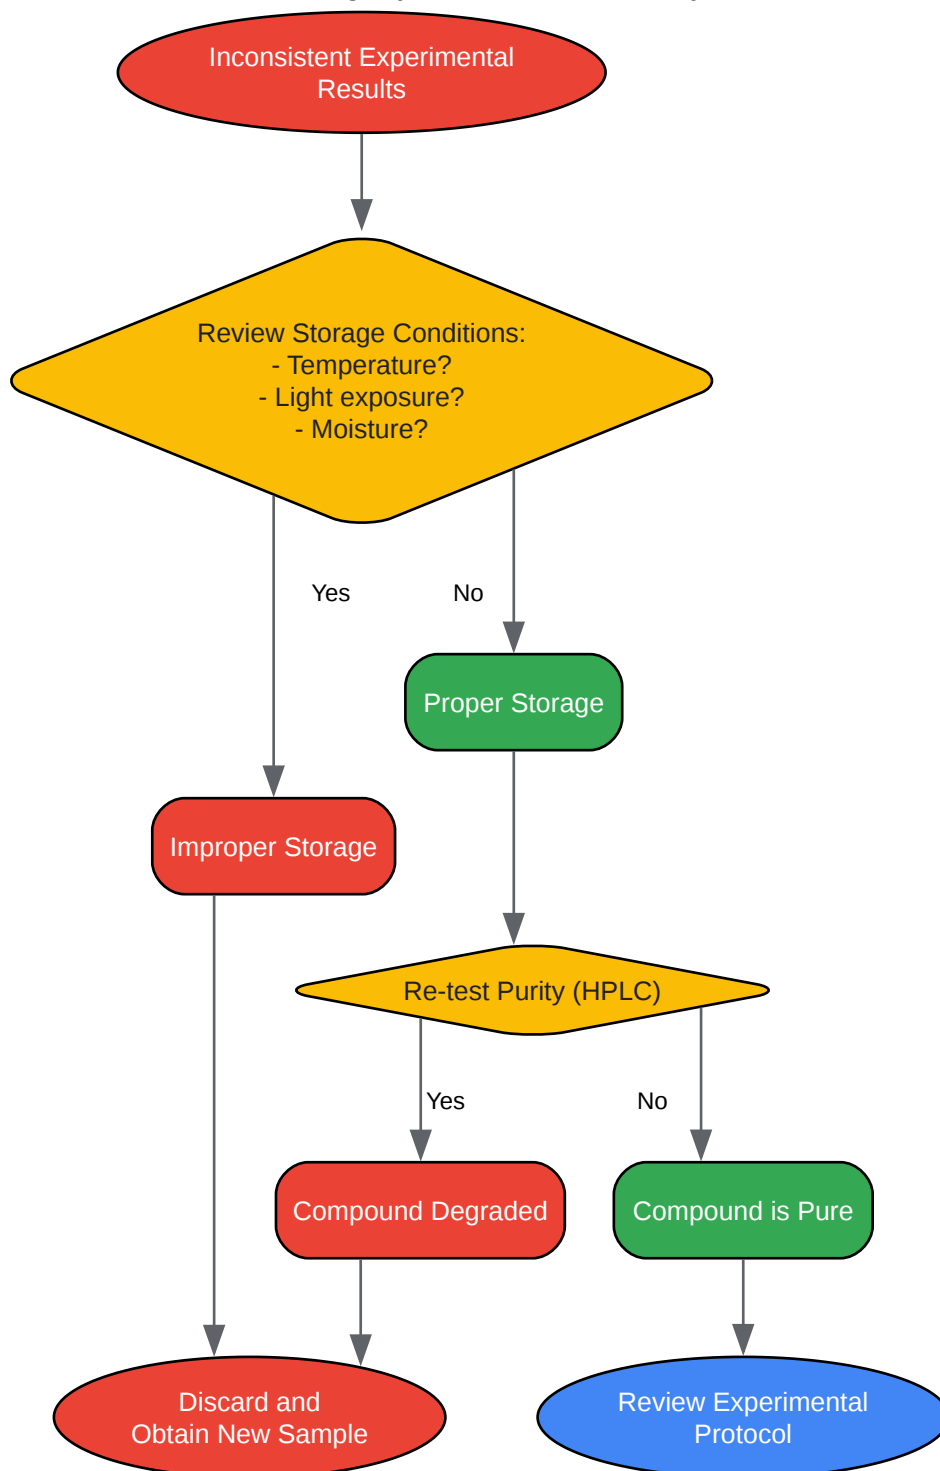 Inconsistent Experimental
Results
Review Storage Conditions:
- Temperature?
- Light exposure?
- Moisture?
Yes
No
Proper Storage
Improper Storage
Re-test Purity (HPLC)
Yes
No
Compound Degraded
Compound is Pure
Discard and
Obtain New Sample
Review Experimental
Protocol